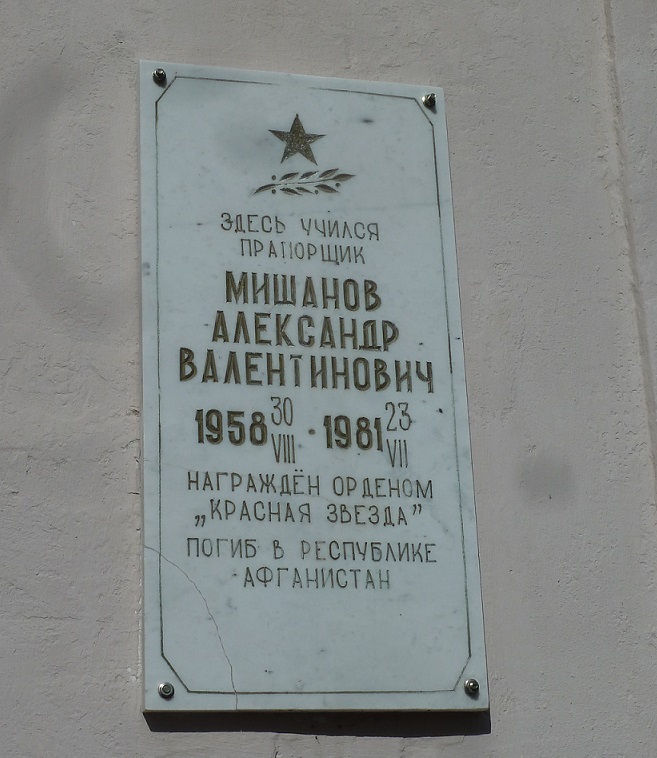 ЗДЕСЬ УЧИЛСЯ
ПРАПОРЩИК
МИШАНОВ
АЛЕКСАНДР
ВАЛЕНТИНОВИЧ
1958 30 VIII · 1981 23 VII
НАГРАЖДЁН ОРДЕНОМ
„КРАСНАЯ ЗВЕЗДА”
ПОГИБ В РЕСПУБЛИКЕ
АФГАНИСТАН